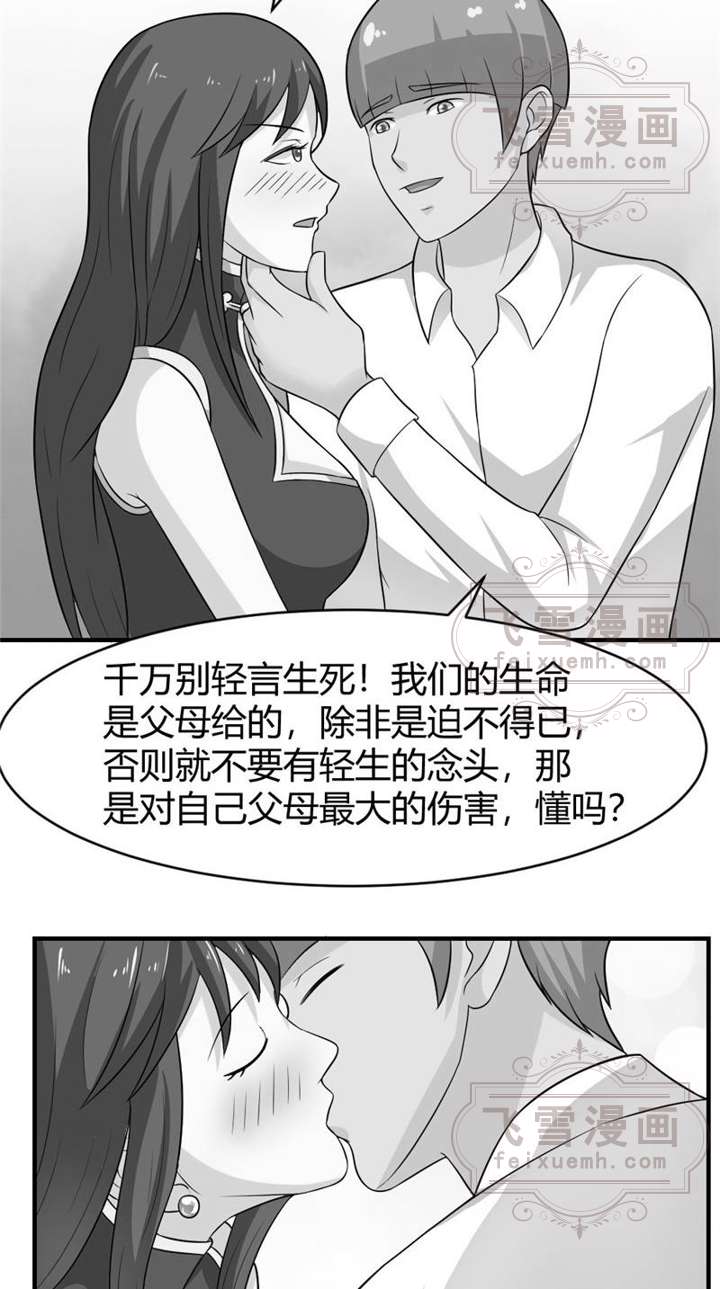 飞雪漫画
feixuemh.com
飞雪漫画
feixuemh.com
千万别轻言生死！我们的生命
是父母给的，除非是迫不得已，
否则就不要有轻生的念头，那
是对自己父母最大的伤害，懂吗？
飞雪漫画
feixuemh.com